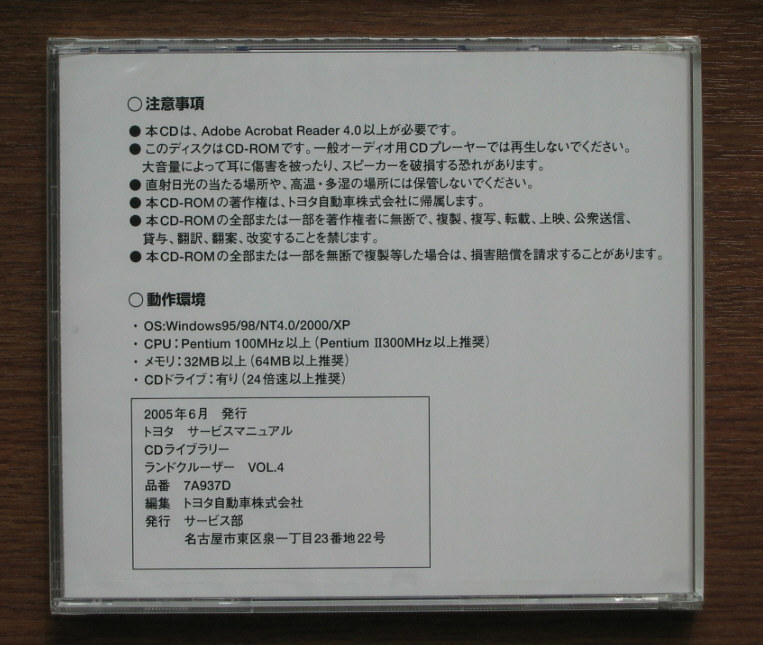 ○ 注意事項
● 本CDは、Adobe Acrobat Reader 4.0以上が必要です。
● このディスクはCD-ROMです。一般オーディオ用CDプレーヤーでは再生しないでください。
大音量によって耳に傷害を被ったり、スピーカーを破損する恐れがあります。
● 直射日光の当たる場所や、高温・多湿の場所には保管しないでください。
● 本CD-ROMの著作権は、トヨタ自動車株式会社に帰属します。
● 本CD-ROMの全部または一部を著作権者に無断で、複製、複写、転載、上映、公衆送信、
貸与、翻訳、翻案、改変することを禁じます。
● 本CD-ROMの全部または一部を無断で複製等した場合は、損害賠償を請求することがあります。
○ 動作環境
・ OS:Windows95/98/NT4.0/2000/XP
・ CPU：Pentium 100MHz以上（Pentium Ⅱ300MHz以上推奨）
・ メモリ：32MB以上（64MB以上推奨）
・ CDドライブ：有り（24倍速以上推奨）
2005年6月 発行
トヨタ サービスマニュアル
CDライブラリー
ランドクルーザー VOL.4
品番 7A937D
編集 トヨタ自動車株式会社
発行 サービス部
名古屋市東区泉一丁目23番地22号